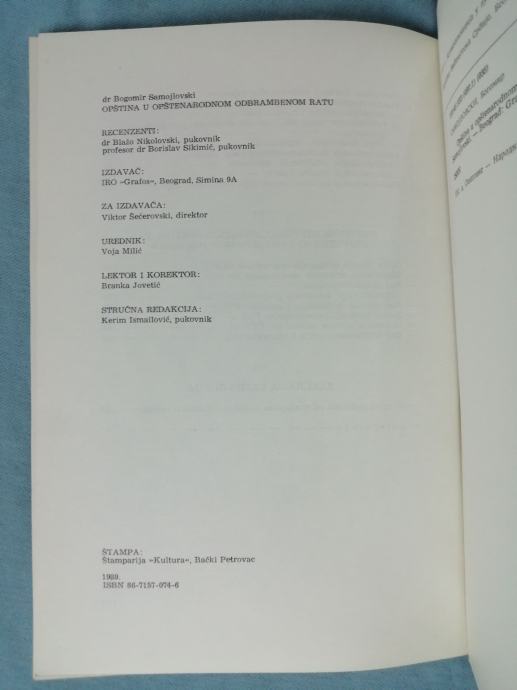 dr Bogomir Samojlovski
OPŠTINA U OPŠTENARODNOM ODBRAMBENOM RATU
RECENZENTI:
dr Blažo Nikolovski, pukovnik
profesor dr Borislav Sikimić, pukovnik
IZDAVAČ:
IRO »Grafos«, Beograd, Simina 9A
ZA IZDAVAČA:
Viktor Šećerovski, direktor
UREDNIK:
Voja Milić
LEKTOR I KOREKTOR:
Branka Jovetić
STRUČNA REDAKCIJA:
Kerim Ismailović, pukovnik
ŠTAMPA:
Štamparija »Kultura«, Bački Petrovac
1989.
ISBN 86-7157-074-6